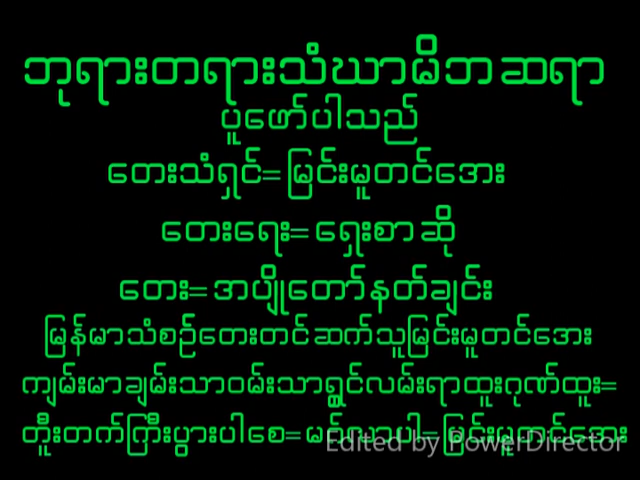 ဘုရားတရားသံဃာမိဘဆရာ
ပူဖော်ပါသည်
တေးသံရှင်=မြင်းမူတင်အေး
တေးရေး=ရှေးစာဆို
တေး=အပျိုတော်နတ်ချင်း
မြန်မာသံစဉ်တေးတင်ဆက်သူမြင်းမူတင်အေး
ကျမ်းမာချမ်းသာဝမ်းသာရွှင်လမ်းရာထူးဂုဏ်ထူး=
တိုးတက်ကြီးပွားပါစေ= =မြင်းမူတင်အေး
Edited by PowerDirector